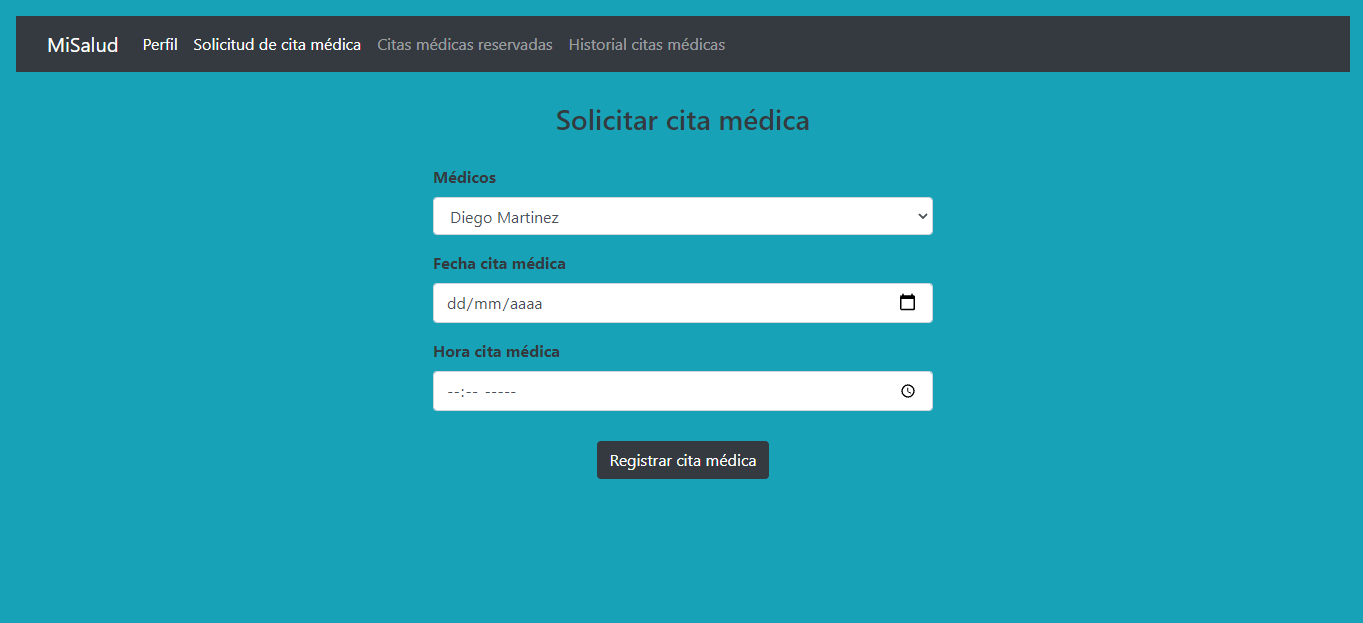 MiSalud Perfil Solicitud de cita médica Citas médicas reservadas Historial citas médicas
Solicitar cita médica
Médicos
Diego Martinez
Fecha cita médica
dd/mm/aaaa
Hora cita médica
--:-- -----
Registrar cita médica